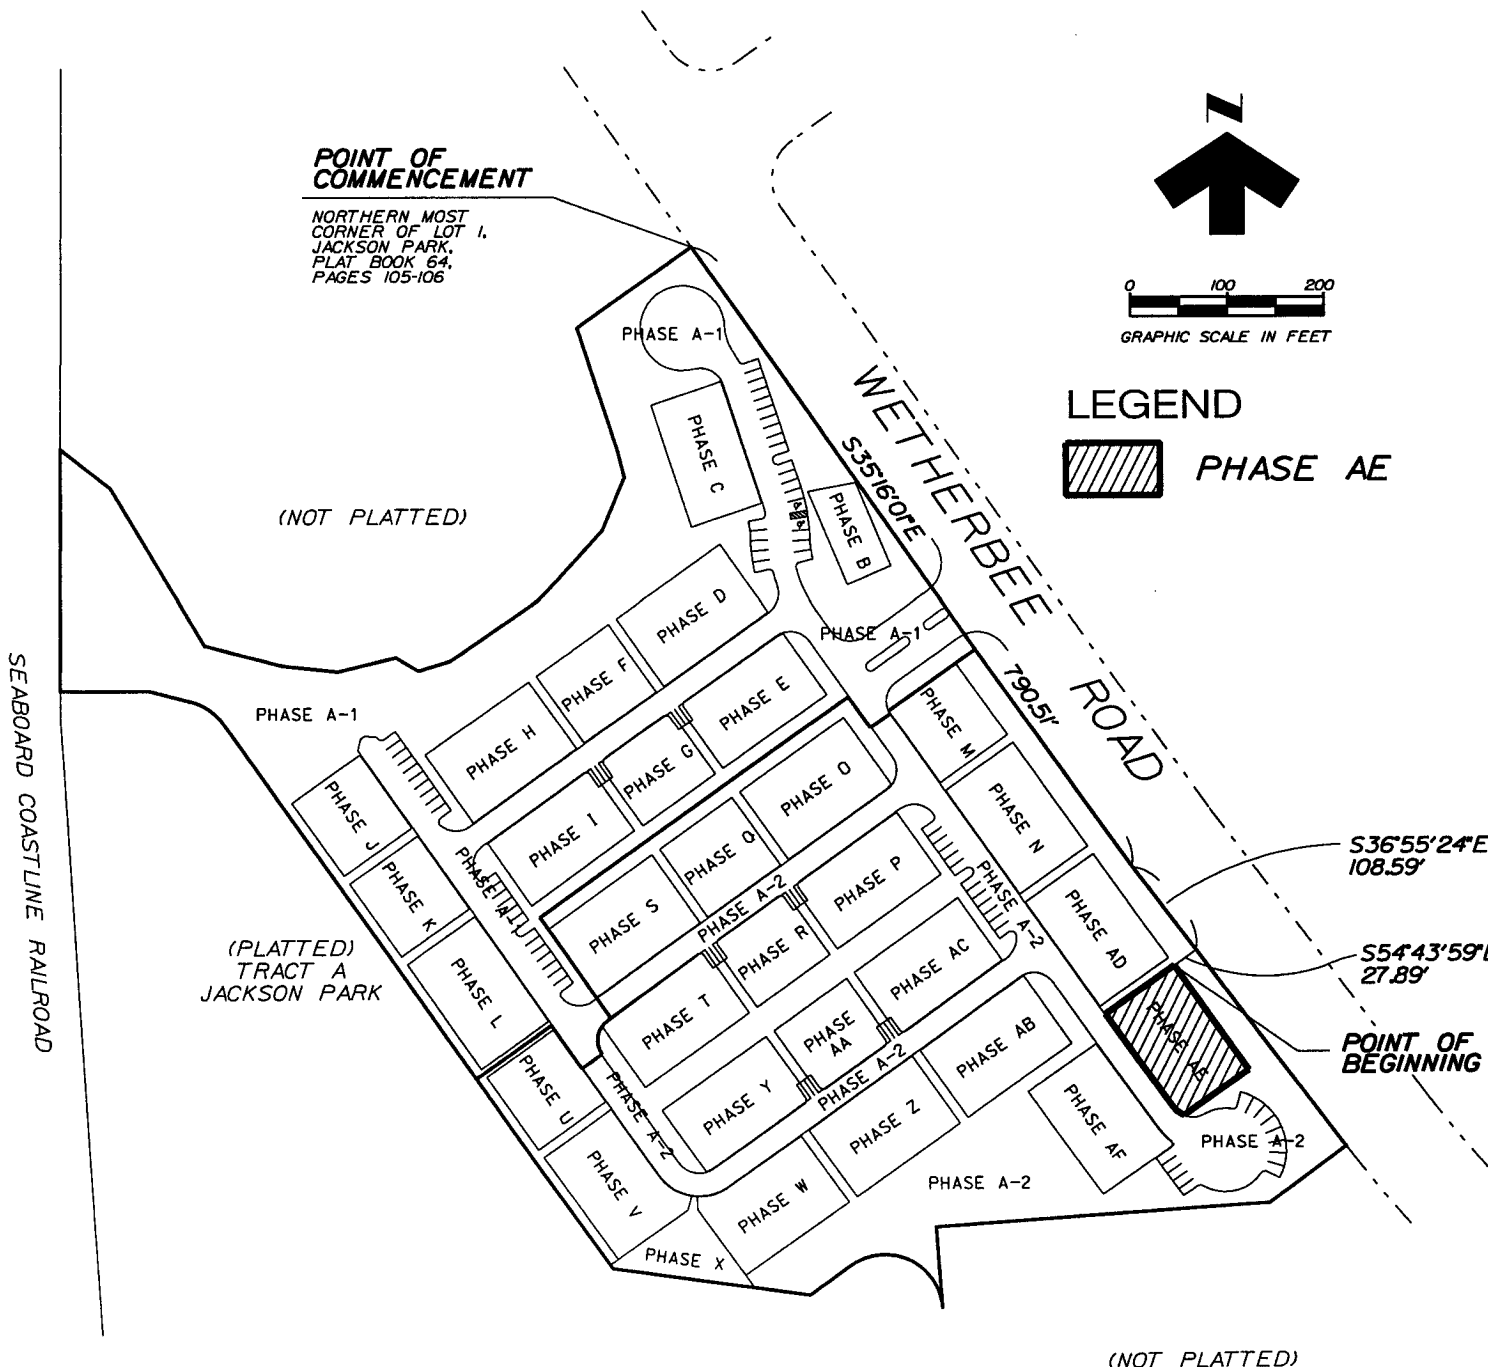 POINT OF
COMMENCEMENT
NORTHERN MOST
CORNER OF LOT 1,
JACKSON PARK,
PLAT BOOK 64,
PAGES 105-106
N
0 100 200
GRAPHIC SCALE IN FEET
LEGEND
PHASE AE
WETHERBEE ROAD
S35°16'01"E
790.51'
PHASE A-1
PHASE C
PHASE B
(NOT PLATTED)
PHASE D
PHASE A-1
PHASE F
PHASE E
PHASE M
PHASE A-1
PHASE H
PHASE G
PHASE O
PHASE N
PHASE J
PHASE I
PHASE Q
PHASE P
S36°55'24"E
108.59'
PHASE A-1
PHASE K
PHASE S
PHASE A-2
PHASE R
PHASE A-2
PHASE AD
(PLATTED)
TRACT A
JACKSON PARK
SEABOARD COASTLINE RAILROAD
PHASE L
PHASE T
PHASE AC
S54°43'59"
27.89'
PHASE AE
POINT OF
BEGINNING
PHASE U
PHASE
AA
PHASE AB
PHASE A-2
PHASE A-2
PHASE Y
PHASE Z
PHASE AF
PHASE A-2
PHASE V
PHASE W
PHASE A-2
PHASE X
(NOT PLATTED)